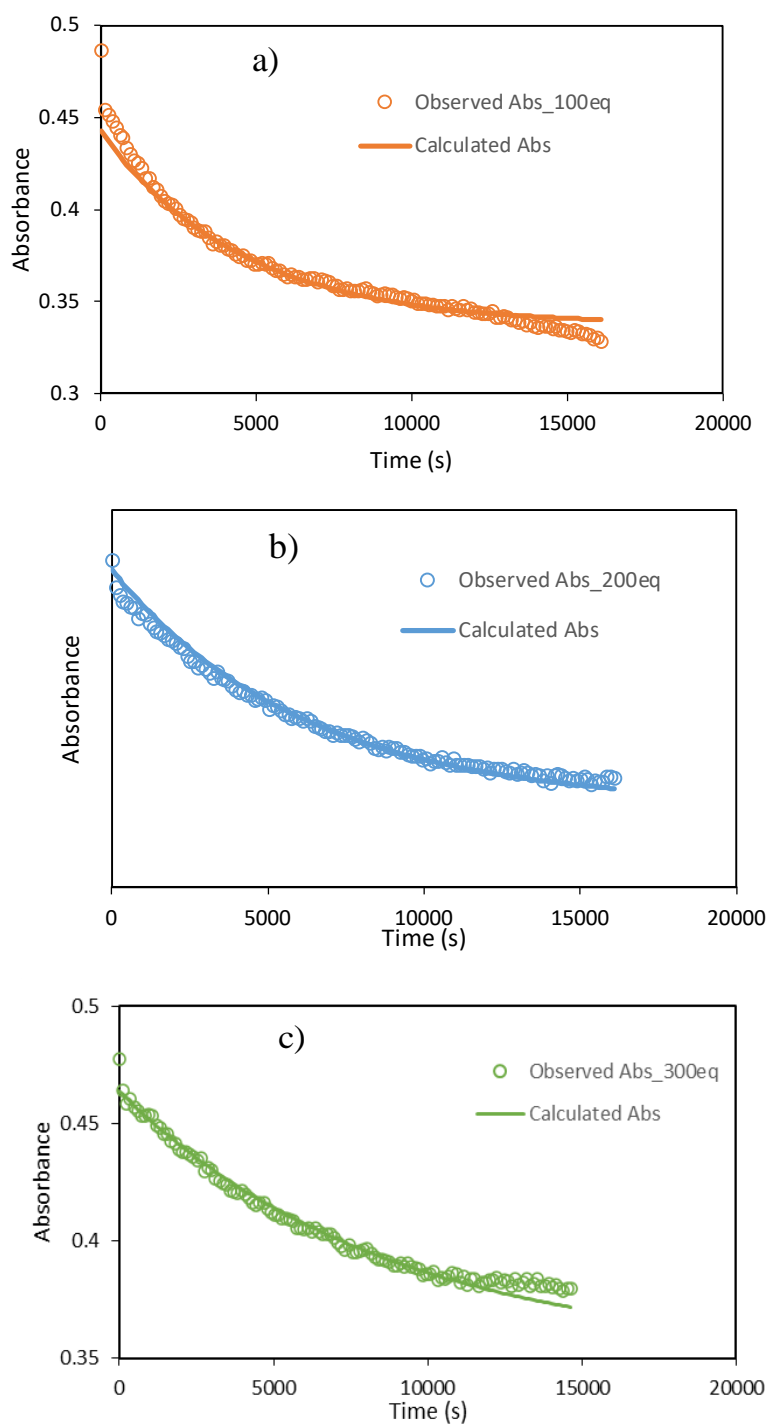 0.5
a)
Observed Abs_100eq
0.45
Calculated Abs
0.4
Absorbance
0.35
0.3
0 5000 10000 15000 20000
Time (s)
b)
Observed Abs_200eq
Calculated Abs
Absorbance
0 5000 10000 15000 20000
Time (s)
0.5
c)
Observed Abs_300eq
0.45
Calculated Abs
Absorbance
0.4
0.35
0 5000 10000 15000 20000
Time (s)